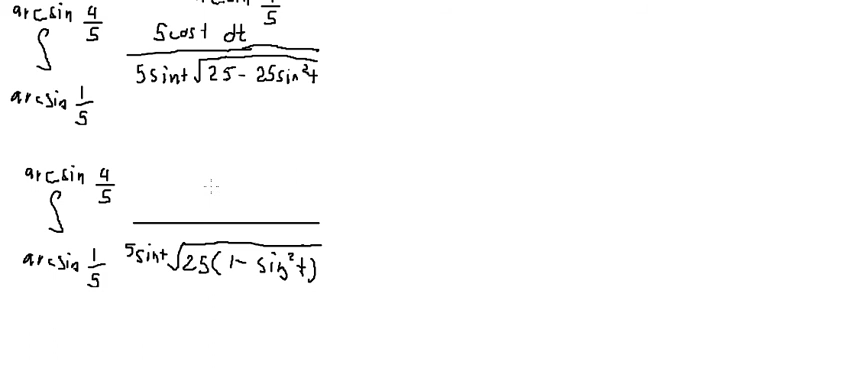 arcsin 4/5
∫ 5cost dt / 5sint√25 - 25sin²t
arcsin 1/5
arcsin 4/5
∫ / 5sint√25(1 - sin²t)
arcsin 1/5